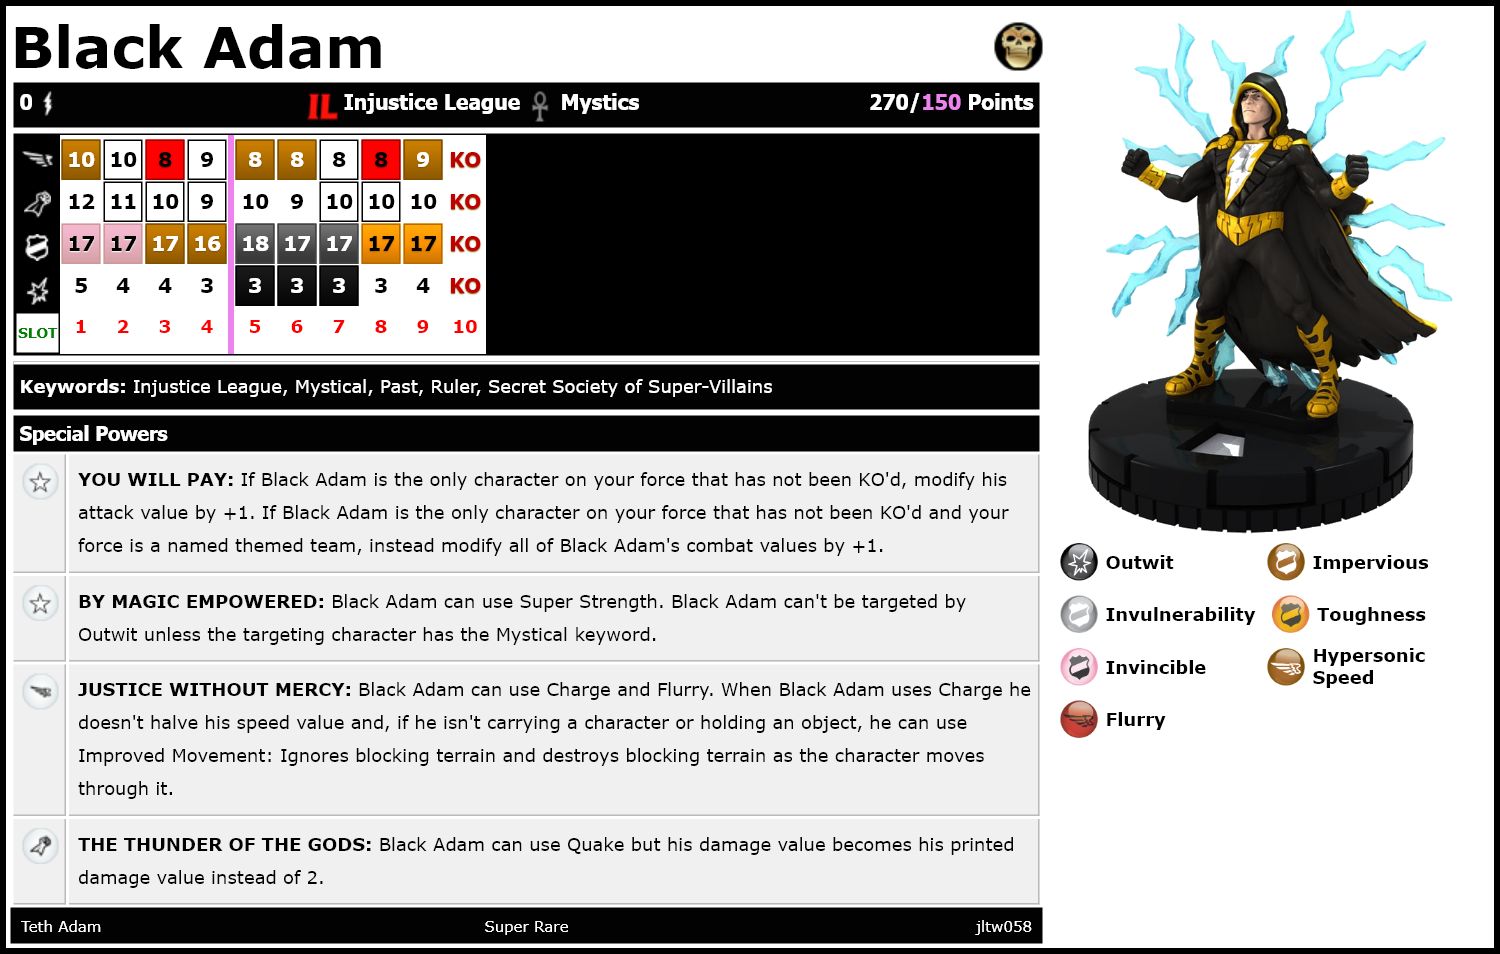 Black Adam
0 IL Injustice League Mystics 270/150 Points
10 10 8 9 8 8 8 8 9 KO
12 11 10 9 10 9 10 10 10 KO
17 17 17 16 18 17 17 17 17 KO
5 4 4 3 3 3 3 3 4 KO
SLOT 1 2 3 4 5 6 7 8 9 10
Keywords: Injustice League, Mystical, Past, Ruler, Secret Society of Super-Villains
Special Powers
YOU WILL PAY: If Black Adam is the only character on your force that has not been KO'd, modify his
attack value by +1. If Black Adam is the only character on your force that has not been KO'd and your
force is a named themed team, instead modify all of Black Adam's combat values by +1.
BY MAGIC EMPOWERED: Black Adam can use Super Strength. Black Adam can't be targeted by
Outwit unless the targeting character has the Mystical keyword.
JUSTICE WITHOUT MERCY: Black Adam can use Charge and Flurry. When Black Adam uses Charge he
doesn't halve his speed value and, if he isn't carrying a character or holding an object, he can use
Improved Movement: Ignores blocking terrain and destroys blocking terrain as the character moves
through it.
THE THUNDER OF THE GODS: Black Adam can use Quake but his damage value becomes his printed
damage value instead of 2.
Teth Adam Super Rare jltw058
Outwit Impervious
Invulnerability Toughness
Invincible Hypersonic
Speed
Flurry